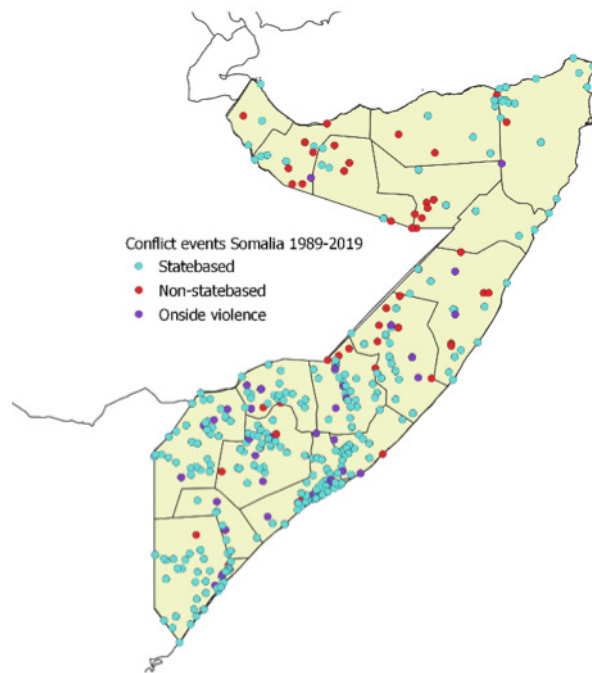 Conflict events Somalia 1989-2019
Statebased
Non-statebased
Onside violence